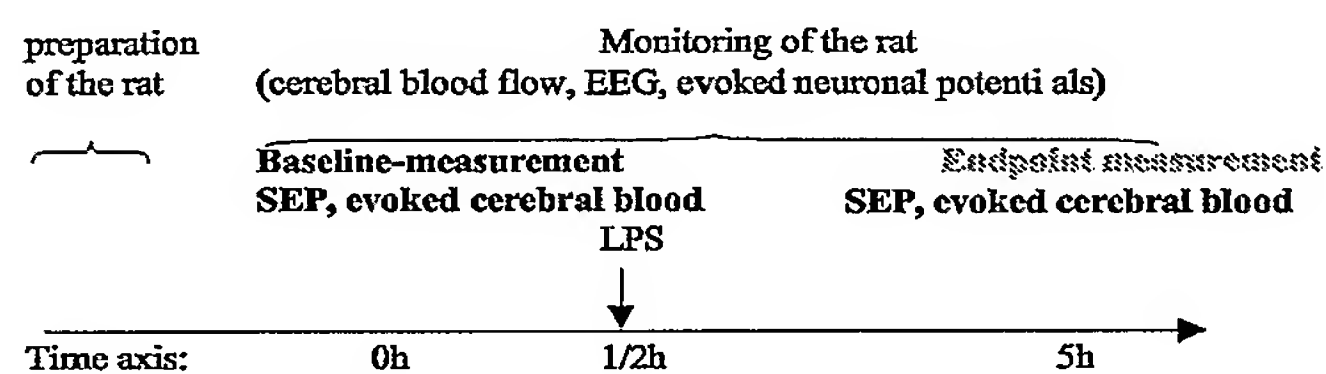 preparation
of the rat
Monitoring of the rat
(cerebral blood flow, EEG, evoked neuronal potenti als)
Baseline-measurement
SEP, evoked cerebral blood
LPS
Endpoint measurement
SEP, evoked cerebral blood
Time axis: 0h 1/2h 5h